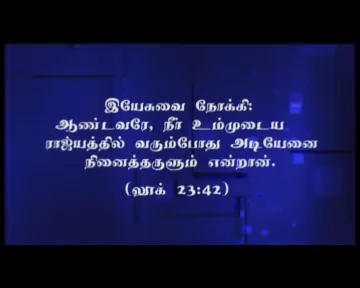 இயேசுவை நோக்கி:
ஆண்டவரே, நீர் உம்முடைய
ராஜ்யத்தில் வரும்போது அடியேனை
நினைத்தருளும் என்றான்.
(லூக் 23:42)